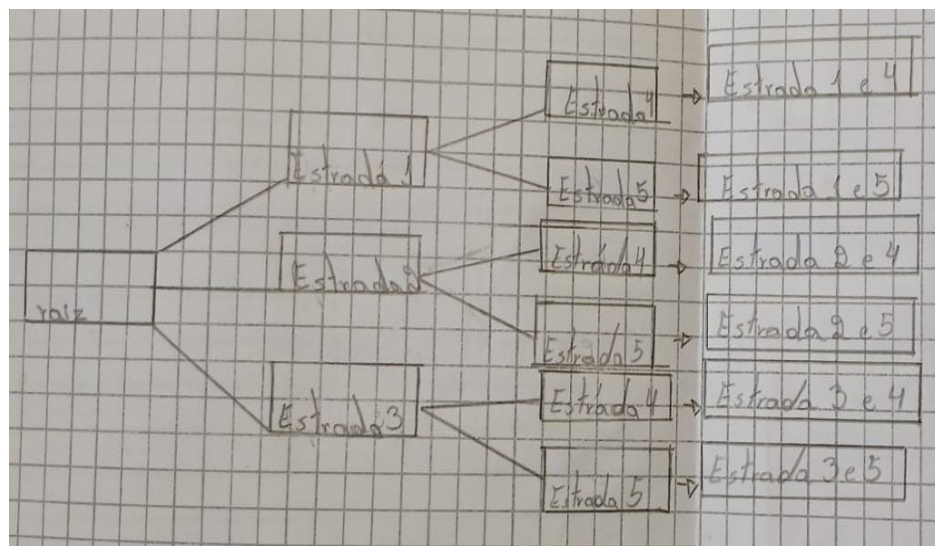 Estrada 4
Estrada 1 e 4
Estrada 1
Estrada 5
Estrada 1 e 5
Estrada 4
Estrada 2 e 4
Estrada 2
raiz
Estrada 5
Estrada 2 e 5
Estrada 4
Estrada 3 e 4
Estrada 3
Estrada 5
Estrada 3 e 5